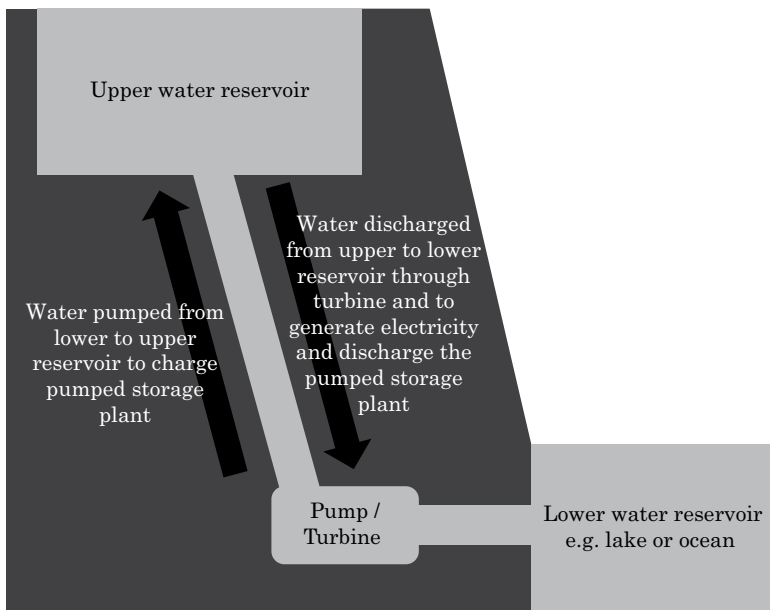 Upper water reservoir
Water discharged
from upper to lower
reservoir through
turbine and to
generate electricity
and discharge the
pumped storage
plant
Water pumped from
lower to upper
reservoir to charge
pumped storage
plant
Pump /
Turbine
Lower water reservoir
e.g. lake or ocean